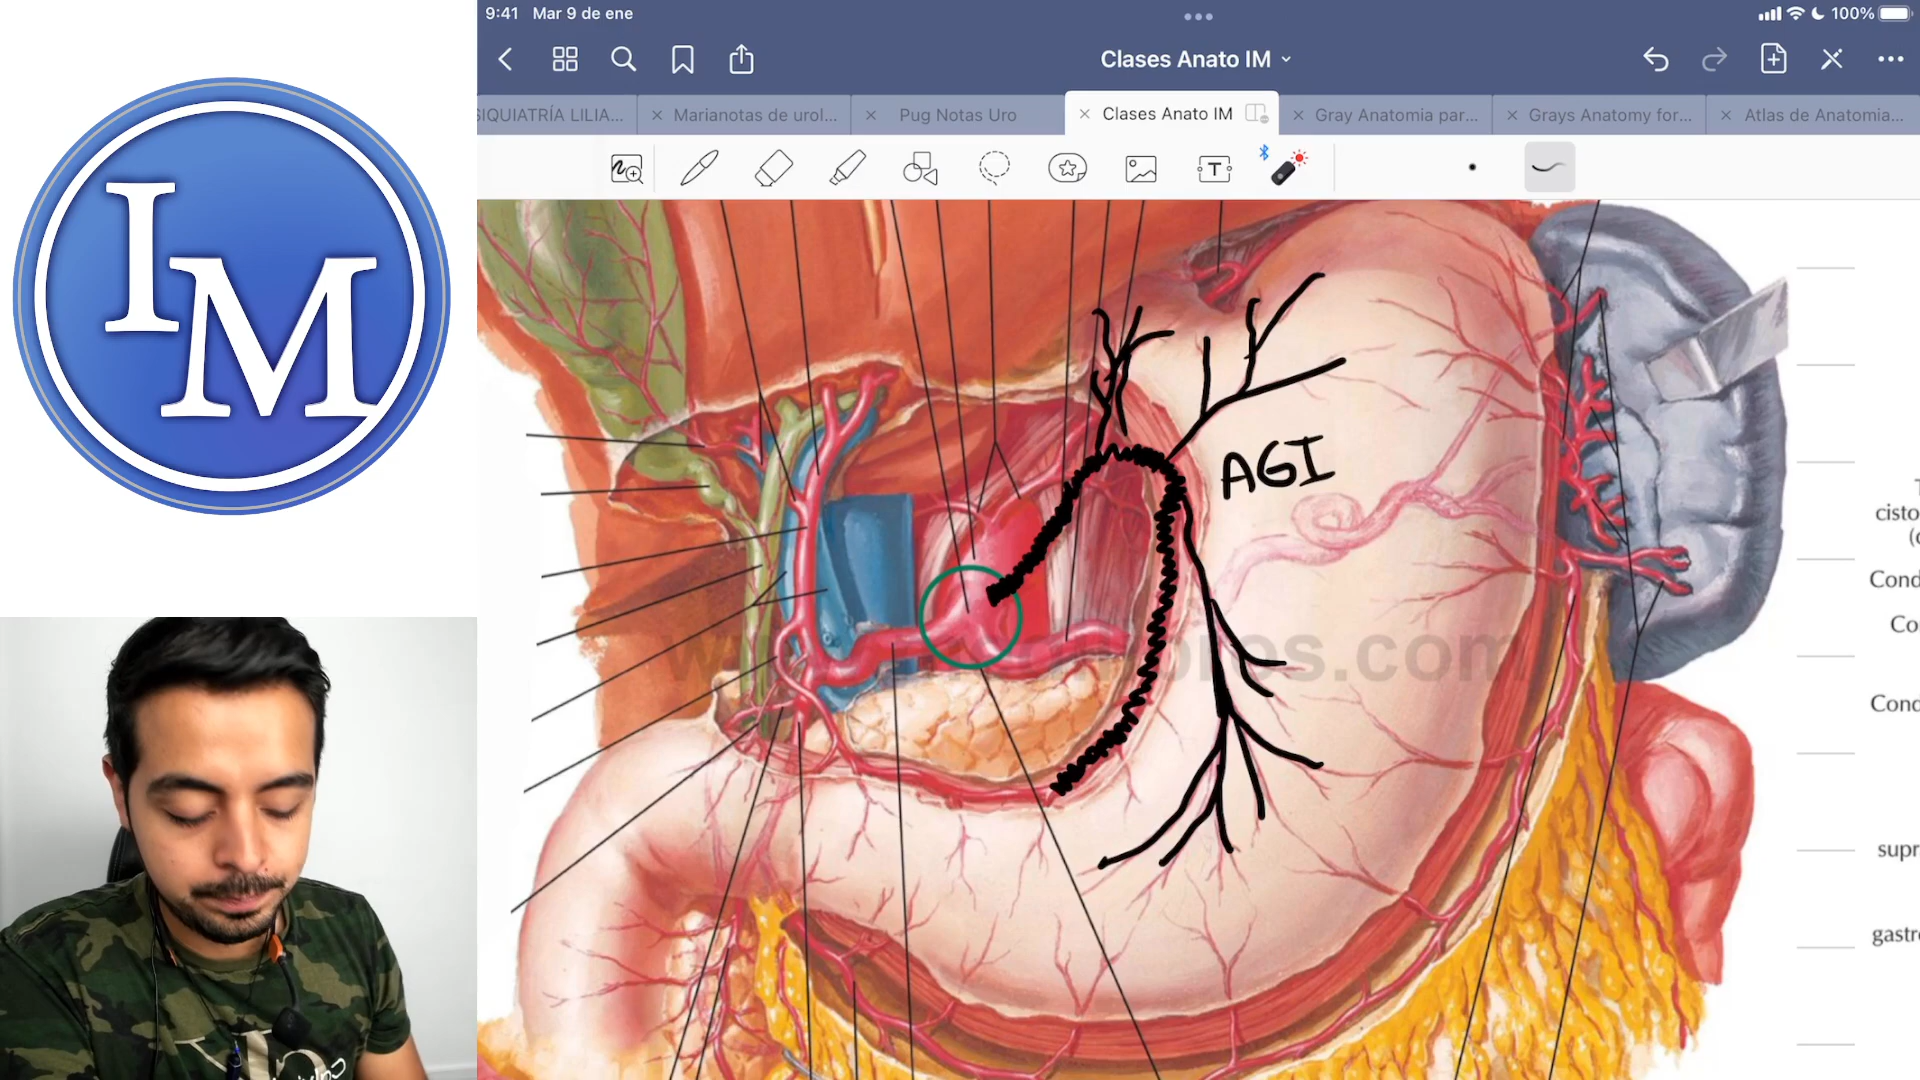 IM
9:41 Mar 9 de ene
100%
Clases Anato IM
SIQUIATRÍA LILIA...
Marianotas de urol...
Pug Notas Uro
Clases Anato IM
Gray Anatomia par...
Grays Anatomy for...
Atlas de Anatomia...
T
AGI
cisto
(c
Cond
Co
Cond
supr
gastro